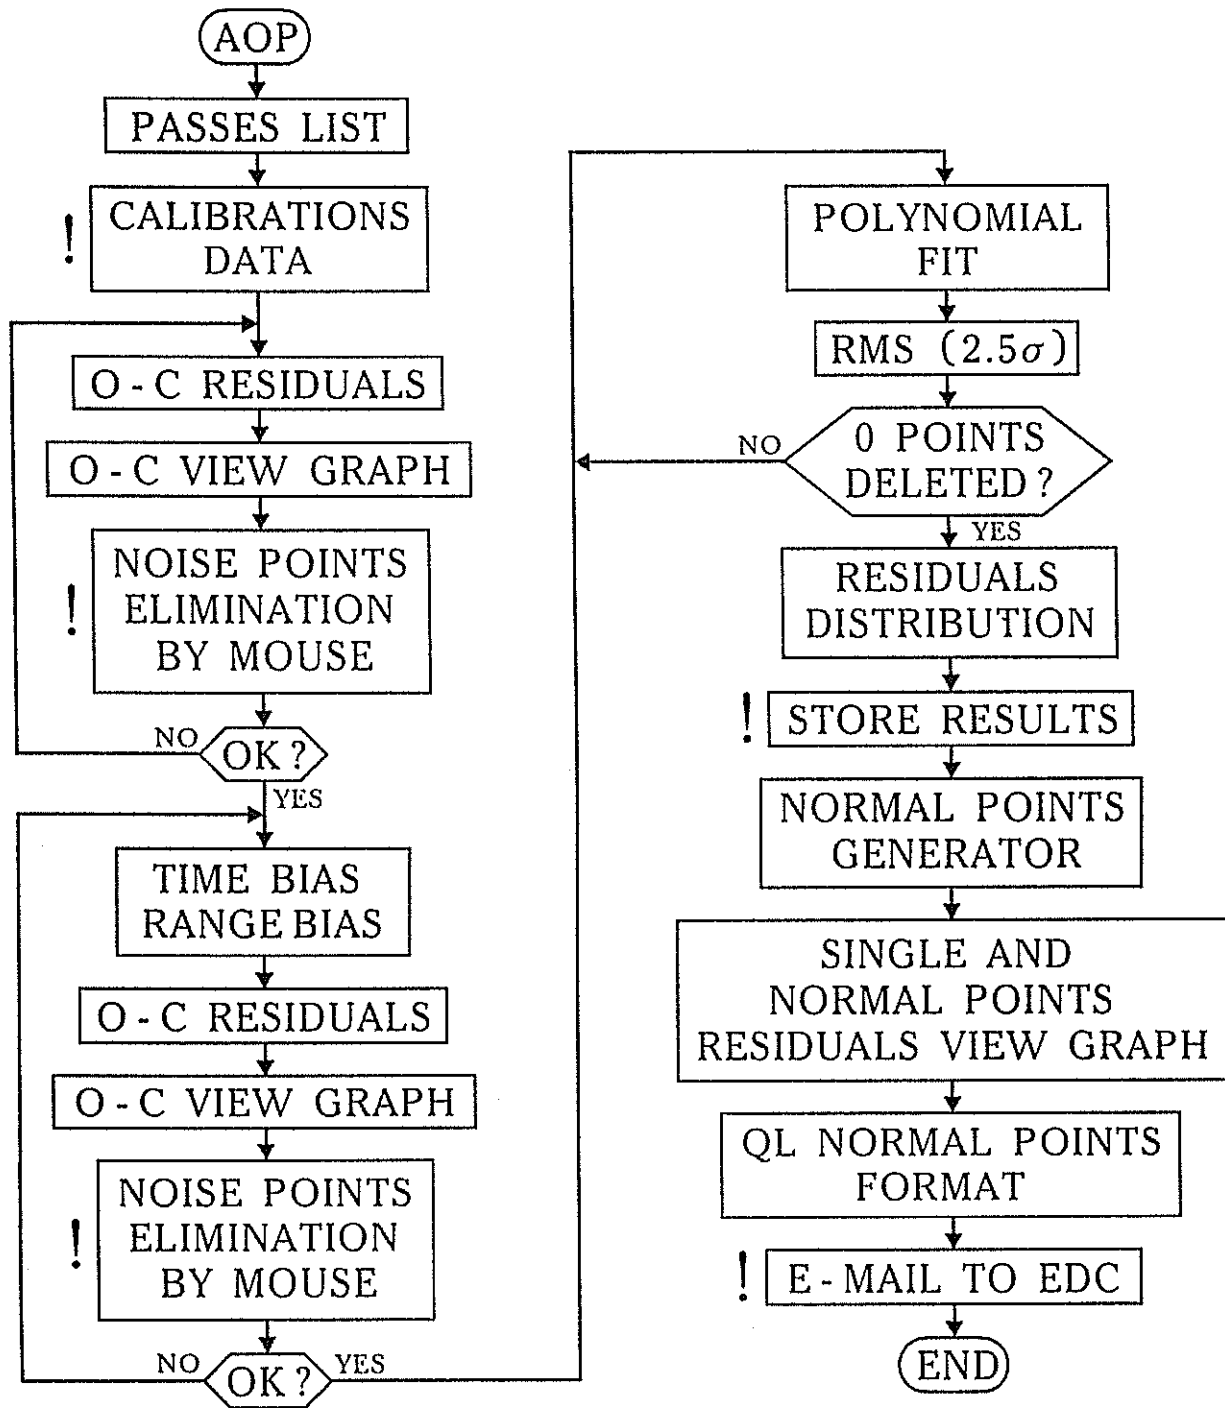 AOP
PASSES LIST
!
CALIBRATIONS
DATA
O - C RESIDUALS
O - C VIEW GRAPH
!
NOISE POINTS
ELIMINATION
BY MOUSE
NO
OK ?
YES
TIME BIAS
RANGE BIAS
O - C RESIDUALS
O - C VIEW GRAPH
!
NOISE POINTS
ELIMINATION
BY MOUSE
NO
OK ?
YES
POLYNOMIAL
FIT
RMS (2.5σ)
NO
0 POINTS
DELETED ?
YES
RESIDUALS
DISTRIBUTION
! STORE RESULTS
NORMAL POINTS
GENERATOR
SINGLE AND
NORMAL POINTS
RESIDUALS VIEW GRAPH
QL NORMAL POINTS
FORMAT
! E - MAIL TO EDC
END